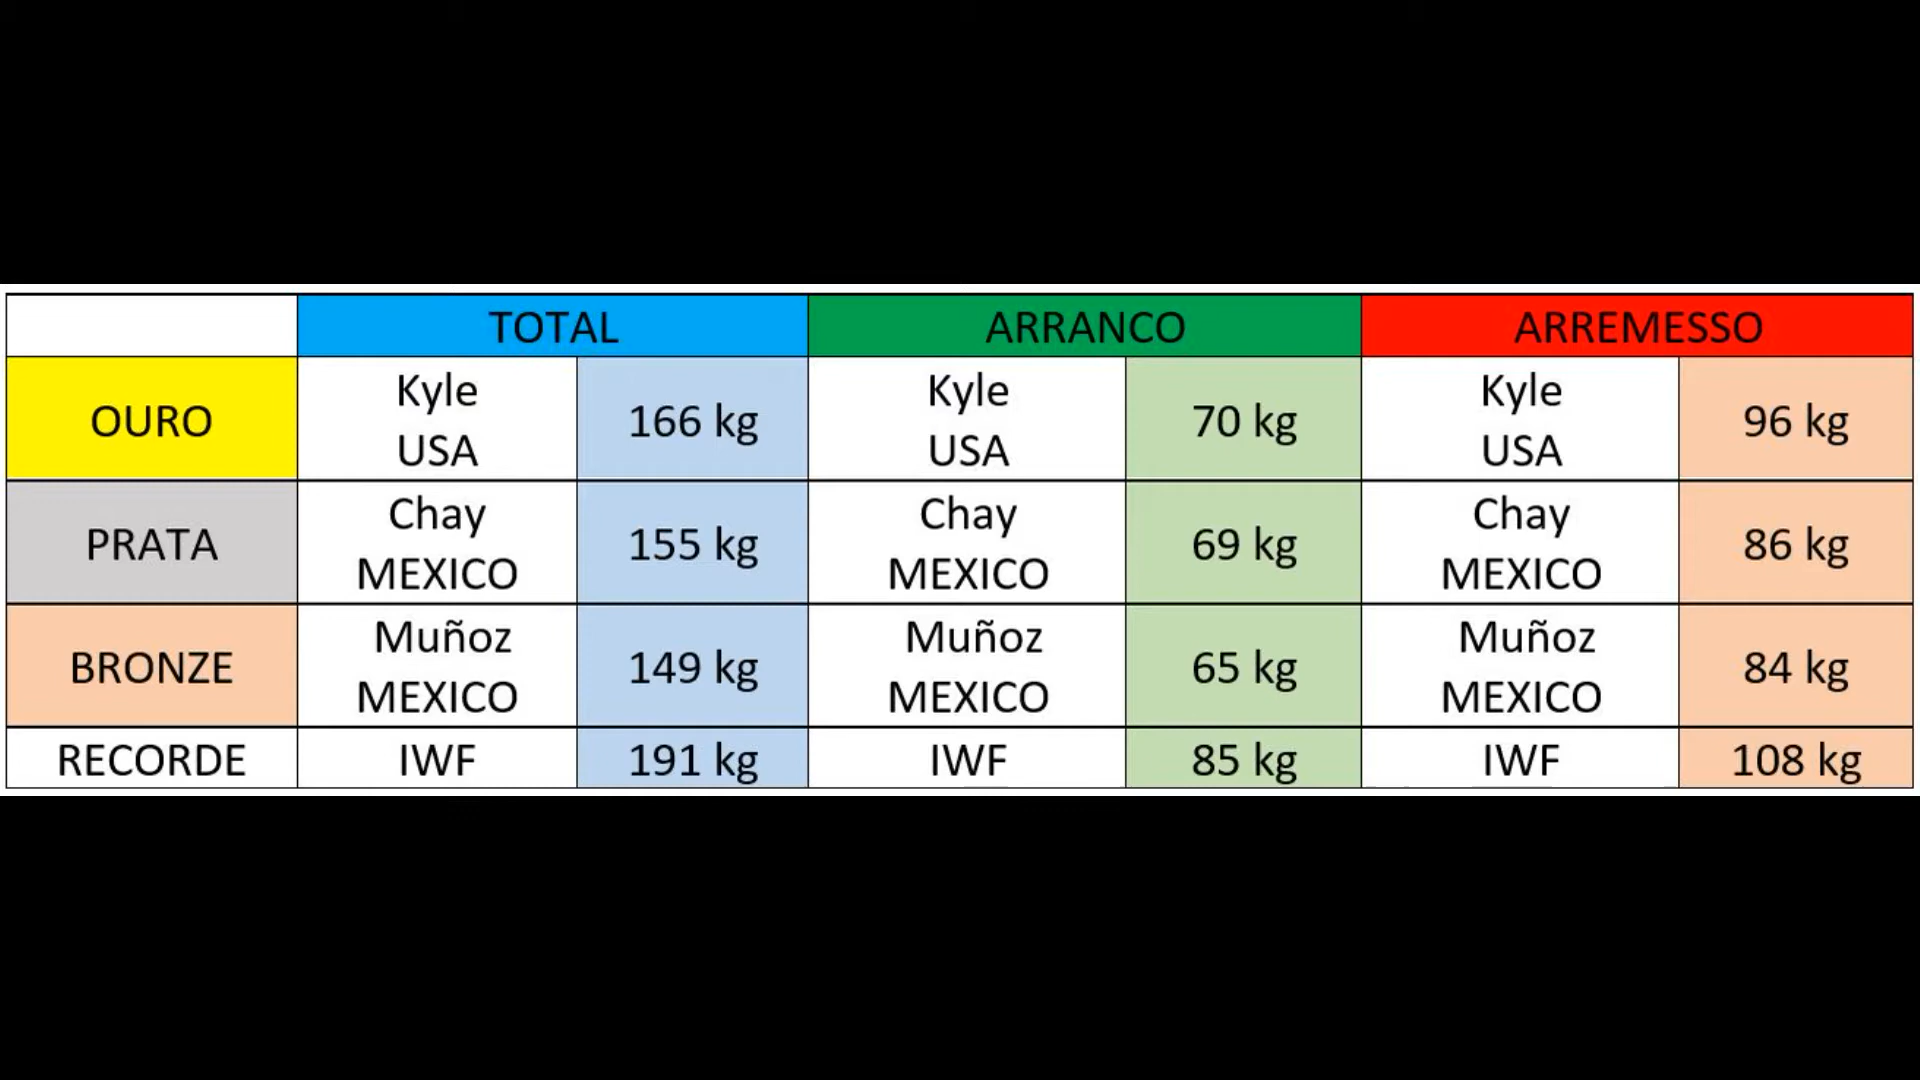 TOTAL ARRANCO ARREMESSO
OURO Kyle USA 166 kg Kyle USA 70 kg Kyle USA 96 kg
PRATA Chay MEXICO 155 kg Chay MEXICO 69 kg Chay MEXICO 86 kg
BRONZE Muñoz MEXICO 149 kg Muñoz MEXICO 65 kg Muñoz MEXICO 84 kg
RECORDE IWF 191 kg IWF 85 kg IWF 108 kg